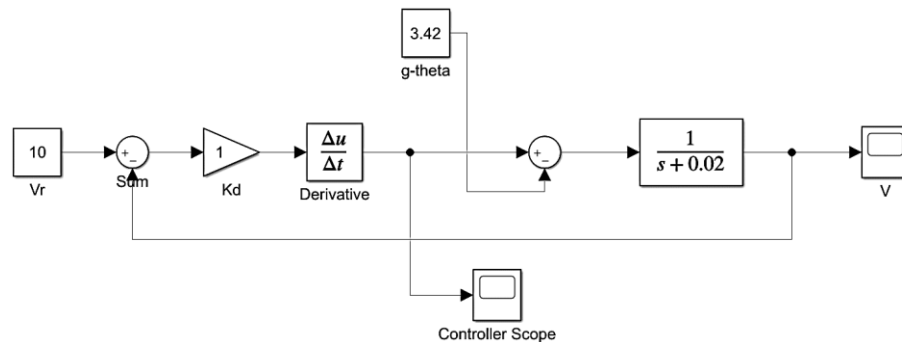 3.42
g-theta
10
Vr
+
−
Sum
1
Kd
Δu
Δt
Derivative
+
−
1
s + 0.02
V
Controller Scope